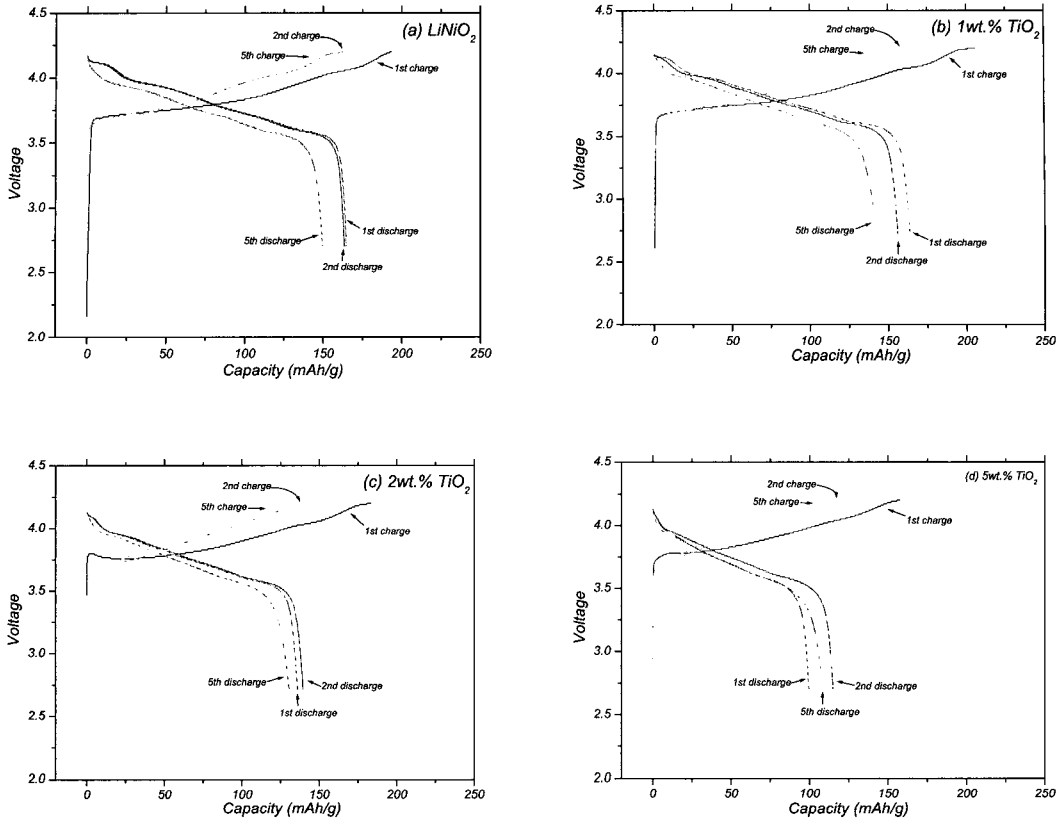 (a) LiNiO2
4.5
4.0
3.5
3.0
2.5
2.0
Voltage
2nd charge
5th charge
1st charge
5th discharge
1st discharge
2nd discharge
0 50 100 150 200 250
Capacity (mAh/g)
(b) 1wt.% TiO2
4.5
4.0
3.5
3.0
2.5
2.0
Voltage
2nd charge
5th charge
1st charge
5th discharge
1st discharge
2nd discharge
0 50 100 150 200 250
Capacity (mAh/g)
(c) 2wt.% TiO2
4.5
4.0
3.5
3.0
2.5
2.0
Voltage
2nd charge
5th charge
1st charge
5th discharge
2nd discharge
1st discharge
0 50 100 150 200 250
Capacity (mAh/g)
(d) 5wt.% TiO2
4.5
4.0
3.5
3.0
2.5
2.0
Voltage
2nd charge
5th charge
1st charge
1st discharge
2nd discharge
5th discharge
0 50 100 150 200 250
Capacity (mAh/g)